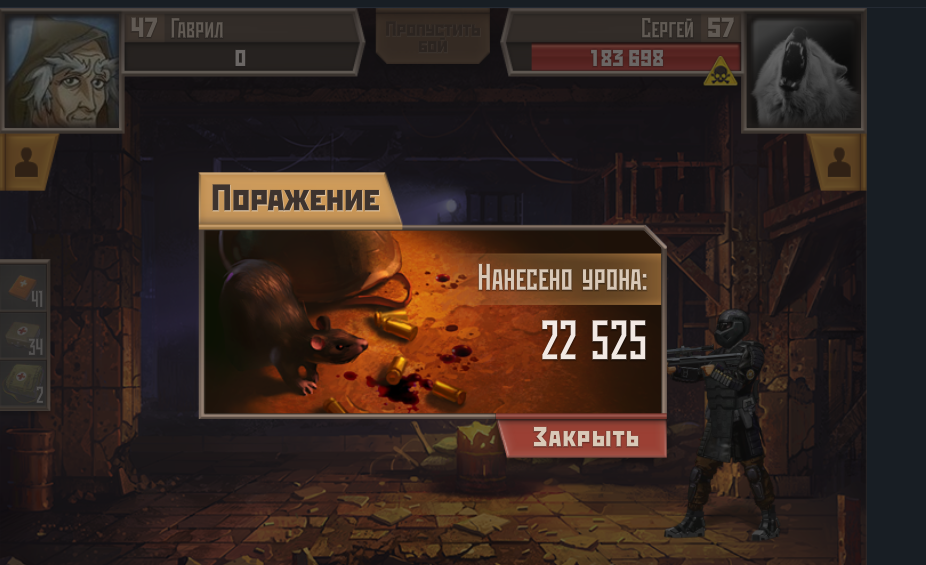 47 Гаврил
0
Пропустить
бой
Сергей 57
183 698
Поражение
Нанесено урона:
22 525
Закрыть
41
34
2